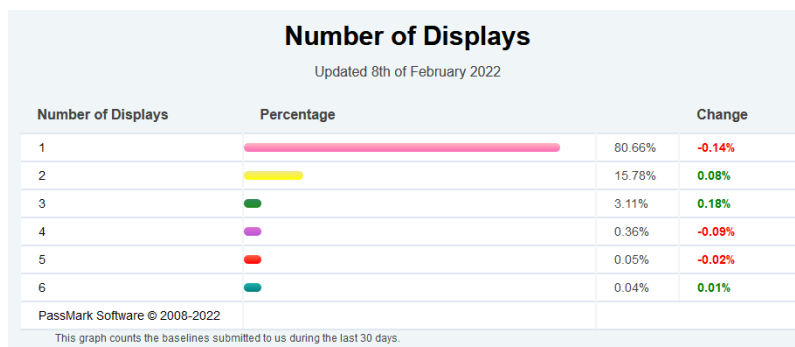 Number of Displays
Updated 8th of February 2022
Number of Displays Percentage Change
1 80.66% -0.14%
2 15.78% 0.08%
3 3.11% 0.18%
4 0.36% -0.09%
5 0.05% -0.02%
6 0.04% 0.01%
PassMark Software © 2008-2022
This graph counts the baselines submitted to us during the last 30 days.